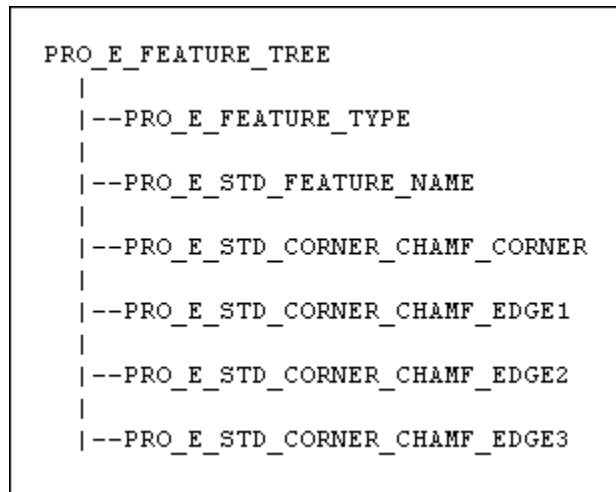 PRO_E_FEATURE_TREE
|
|--PRO_E_FEATURE_TYPE
|
|--PRO_E_STD_FEATURE_NAME
|
|--PRO_E_STD_CORNER_CHAMF_CORNER
|
|--PRO_E_STD_CORNER_CHAMF_EDGE1
|
|--PRO_E_STD_CORNER_CHAMF_EDGE2
|
|--PRO_E_STD_CORNER_CHAMF_EDGE3